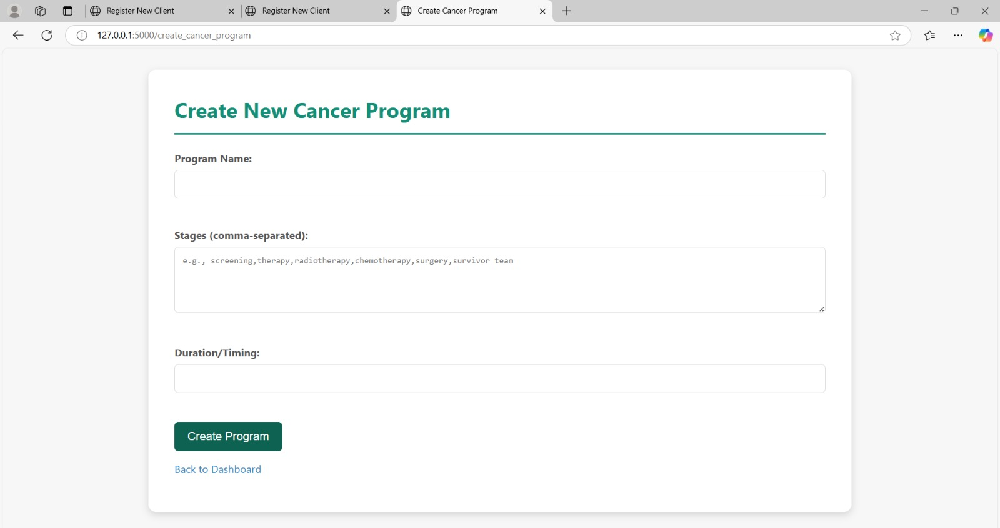 Register New Client
Register New Client
Create Cancer Program
127.0.0.1:5000/create_cancer_program
Create New Cancer Program
Program Name:
Stages (comma-separated):
e.g., screening,therapy,radiotherapy,chemotherapy,surgery,survivor team
Duration/Timing:
Create Program
Back to Dashboard